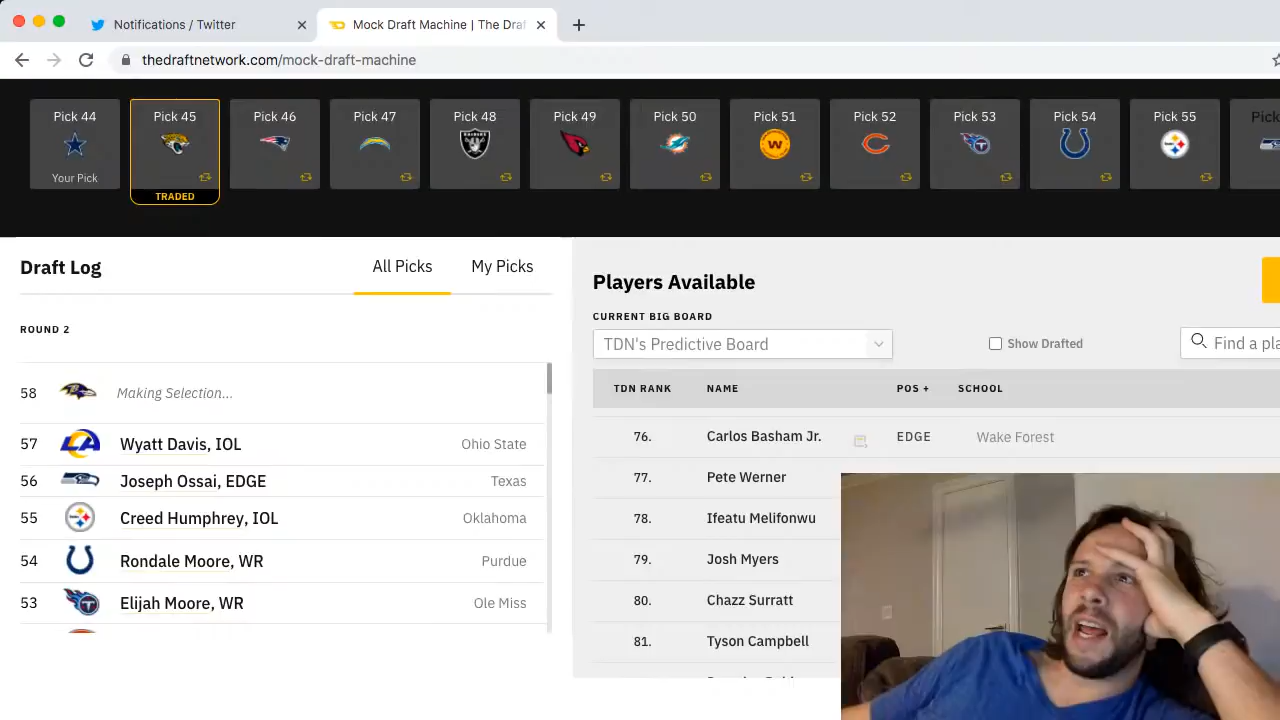 Notifications / Twitter
Mock Draft Machine | The Draf
thedraftnetwork.com/mock-draft-machine
Pick 44
Pick 45
Pick 46
Pick 47
Pick 48
Pick 49
Pick 50
Pick 51
Pick 52
Pick 53
Pick 54
Pick 55
Pick
Your Pick
TRADED
Draft Log
All Picks
My Picks
ROUND 2
58 Making Selection...
57 Wyatt Davis, IOL Ohio State
56 Joseph Ossai, EDGE Texas
55 Creed Humphrey, IOL Oklahoma
54 Rondale Moore, WR Purdue
53 Elijah Moore, WR Ole Miss
Players Available
CURRENT BIG BOARD
TDN's Predictive Board
Show Drafted
Find a pla
TDN RANK NAME POS + SCHOOL
76. Carlos Basham Jr. EDGE Wake Forest
77. Pete Werner
78. Ifeatu Melifonwu
79. Josh Myers
80. Chazz Surratt
81. Tyson Campbell